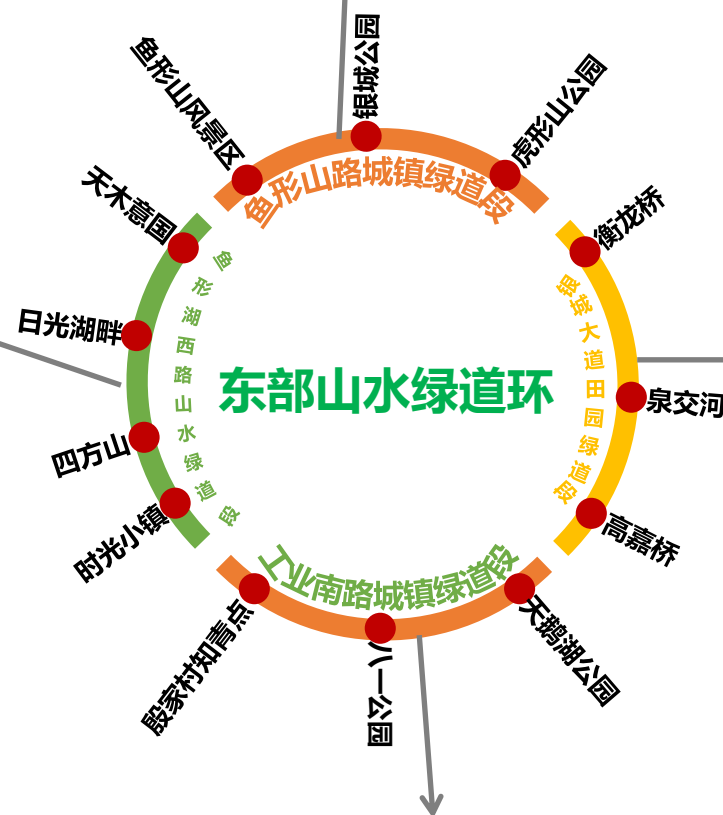 银城公园
鱼形山风景区
虎形山公园
鱼形山路城镇绿道段
天木意国
衡龙桥
鱼形湖西路山水绿道段
银城大道田园绿道段
日光湖畔
东部山水绿道环
泉交河
四方山
时光小镇
高嘉桥
工业南路城镇绿道段
殷家村知青点
八一公园
天鹅湖公园